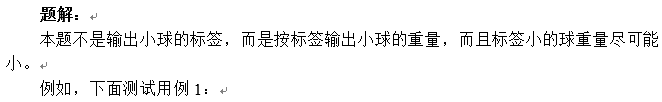 题解：
本题不是输出小球的标签，而是按标签输出小球的重量，而且标签小的球重量尽可能
小。
例如，下面测试用例 1：